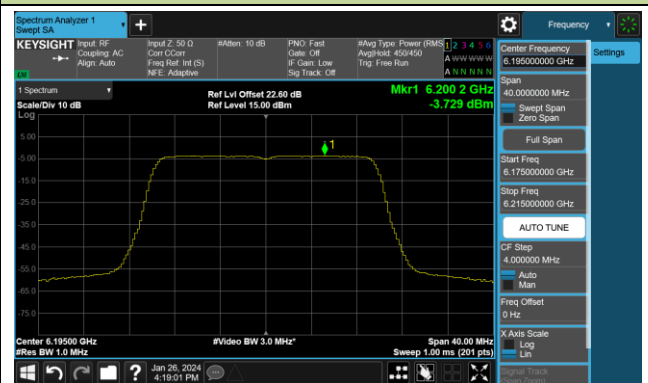 Spectrum Analyzer 1
Swept SA
+
Frequency
KEYSIGHT
Input: RF
Coupling: AC
Align: Auto
Input Z: 50 Ω
Corr CCorr
Freq Ref: Int (S)
NFE: Adaptive
#Atten: 10 dB
PNO: Fast
Gate: Off
IF Gain: Low
Sig Track: Off
#Avg Type: Power (RMS
Avg|Hold: 450/450
Trig: Free Run
1 2 3 4 5 6
A W W W W W
A N N N N N
Center Frequency
6.195000000 GHz
Settings
Span
40.0000000 MHz
Swept Span
Zero Span
Full Span
Start Freq
6.175000000 GHz
Stop Freq
6.215000000 GHz
AUTO TUNE
CF Step
4.000000 MHz
Auto
Man
Freq Offset
0 Hz
X Axis Scale
Log
Lin
Signal Track
(Span Zoom)
1 Spectrum
Scale/Div 10 dB
Log
Ref Lvl Offset 22.60 dB
Ref Level 15.00 dBm
Mkr1 6.200 2 GHz
-3.729 dBm
1
5.00
-5.00
-15.0
-25.0
-35.0
-45.0
-55.0
-65.0
-75.0
Center 6.19500 GHz
#Res BW 1.0 MHz
#Video BW 3.0 MHz*
Span 40.00 MHz
Sweep 1.00 ms (201 pts)
?
Jan 26, 2024
4:19:01 PM